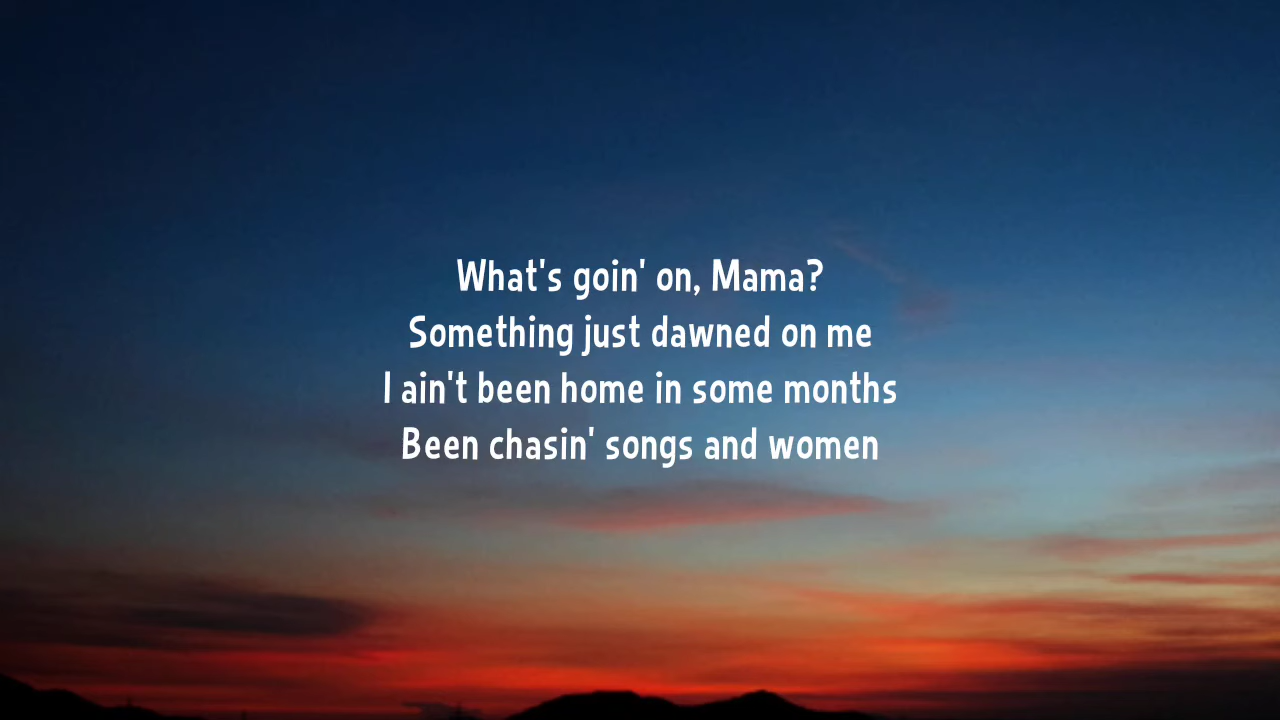 What's goin' on, Mama?
Something just dawned on me
I ain't been home in some months
Been chasin' songs and women